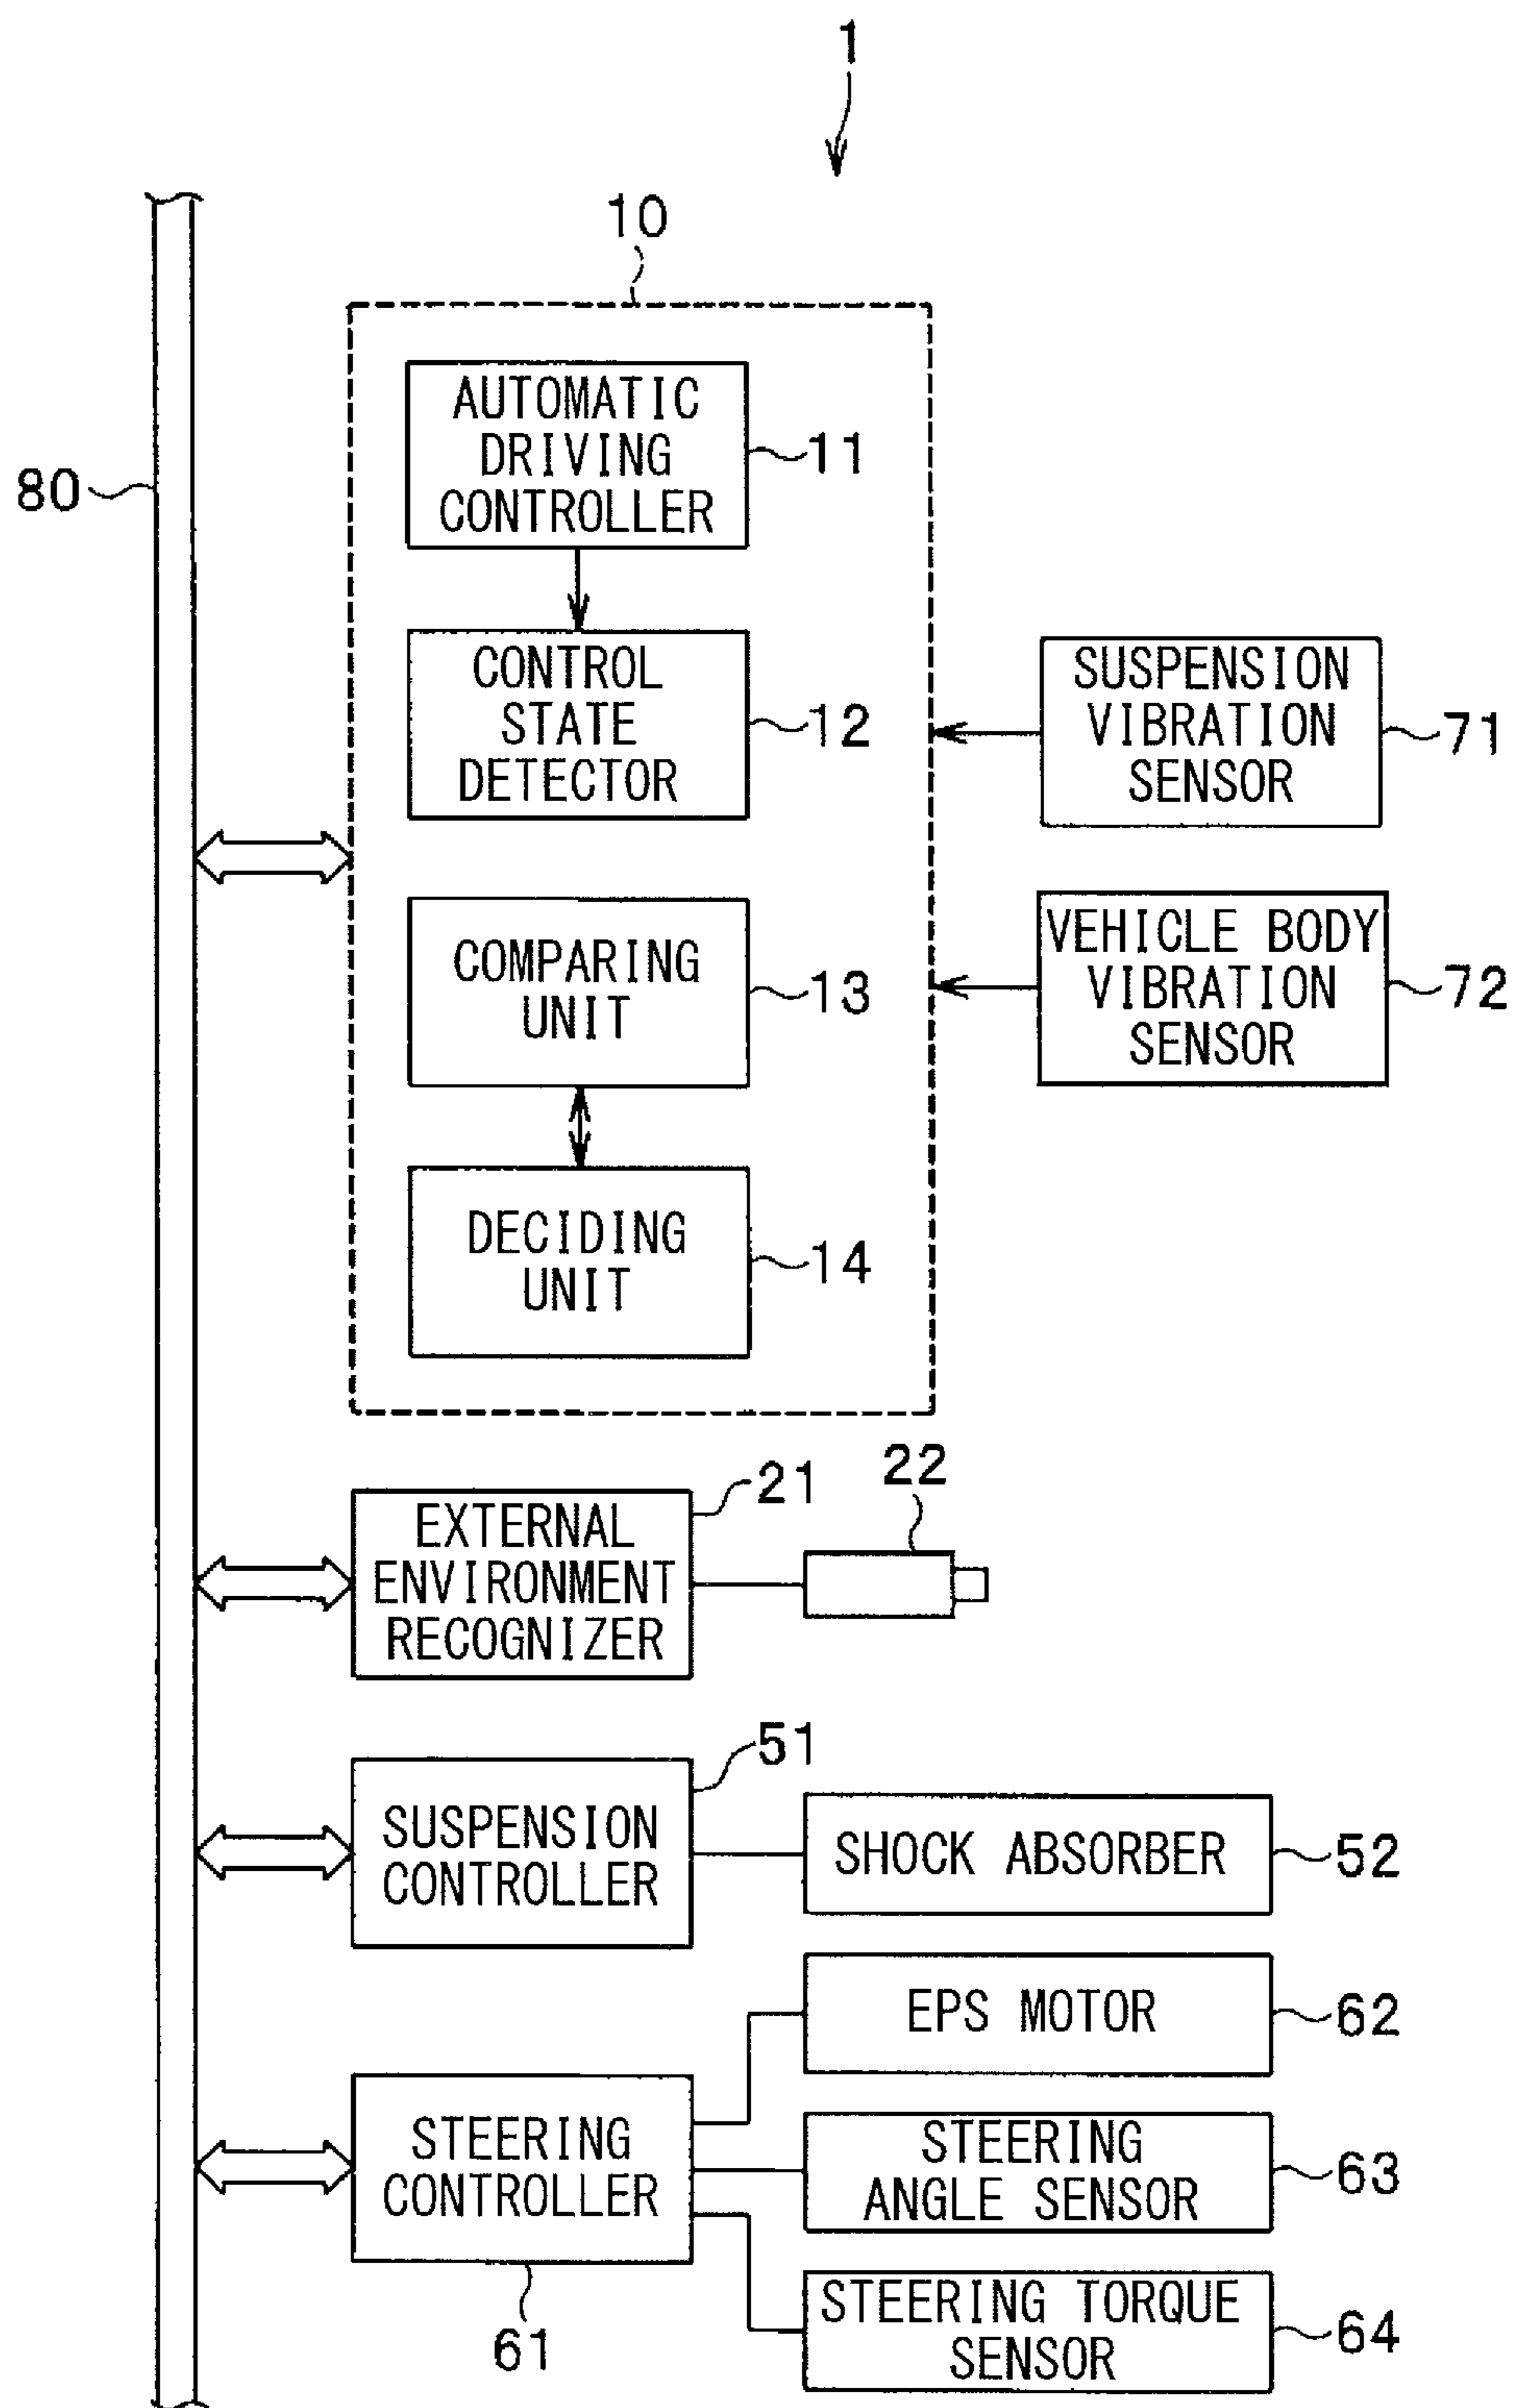 1
10
AUTOMATIC
DRIVING
CONTROLLER
11
80
CONTROL
STATE
DETECTOR
12
SUSPENSION
VIBRATION
SENSOR
71
COMPARING
UNIT
13
VEHICLE BODY
VIBRATION
SENSOR
72
DECIDING
UNIT
14
EXTERNAL
ENVIRONMENT
RECOGNIZER
21
22
SUSPENSION
CONTROLLER
51
SHOCK ABSORBER
52
EPS MOTOR
62
STEERING
CONTROLLER
61
STEERING
ANGLE SENSOR
63
STEERING TORQUE
SENSOR
64